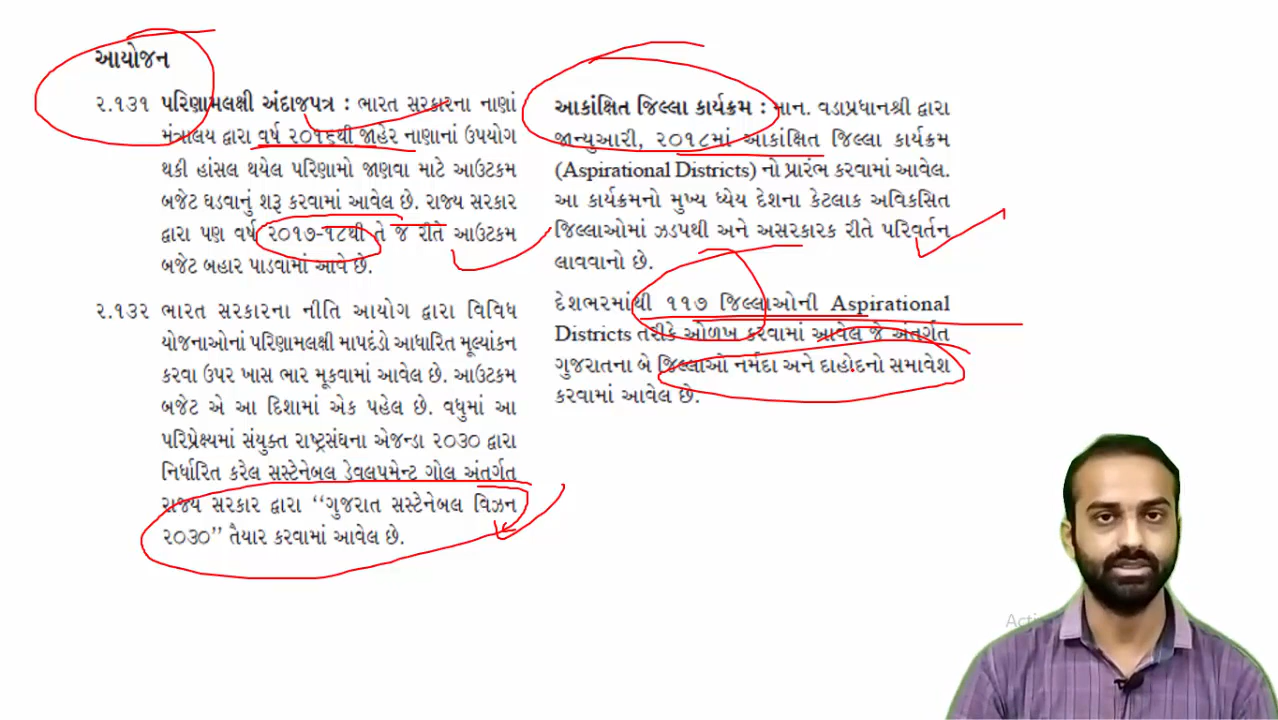 આયોજન
૨.૧૩૧ પરિણામલક્ષી અંદાજપત્ર : ભારત સરકારના નાણાં
મંત્રાલય દ્વારા વર્ષ ૨૦૧૬થી જાહેર નાણાનાં ઉપયોગ
થકી હાંસલ થયેલ પરિણામો જાણવા માટે આઉટકમ
બજેટ ઘડવાનું શરૂ કરવામાં આવેલ છે. રાજ્ય સરકાર
દ્વારા પણ વર્ષ ૨૦૧૭-૧૮થી તે જ રીતે આઉટકમ
બજેટ બહાર પાડવામાં આવે છે.
૨.૧૩૨ ભારત સરકારના નીતિ આયોગ દ્વારા વિવિધ
યોજનાઓનાં પરિણામલક્ષી માપદંડો આધારિત મૂલ્યાંકન
કરવા ઉપર ખાસ ભાર મૂકવામાં આવેલ છે. આઉટકમ
બજેટ એ આ દિશામાં એક પહેલ છે. વધુમાં આ
પરિપ્રેક્ષ્યમાં સંયુક્ત રાષ્ટ્રસંઘના એજન્ડા ૨૦૩૦ દ્વારા
નિર્ધારિત કરેલ સસ્ટેનેબલ ડેવલપમેન્ટ ગોલ અંતર્ગત
રાજ્ય સરકાર દ્વારા ‘‘ગુજરાત સસ્ટેનેબલ વિઝન
૨૦૩૦’’ તૈયાર કરવામાં આવેલ છે.
આકાંક્ષિત જિલ્લા કાર્યક્રમ : માન. વડાપ્રધાનશ્રી દ્વારા
જાન્યુઆરી, ૨૦૧૮માં આકાંક્ષિત જિલ્લા કાર્યક્રમ
(Aspirational Districts) નો પ્રારંભ કરવામાં આવેલ.
આ કાર્યક્રમનો મુખ્ય ધ્યેય દેશના કેટલાક અવિકસિત
જિલ્લાઓમાં ઝડપથી અને અસરકારક રીતે પરિવર્તન
લાવવાનો છે.
દેશભરમાંથી ૧૧૭ જિલ્લાઓની Aspirational
Districts તરીકે ઓળખ કરવામાં આવેલ જે અંતર્ગત
ગુજરાતના બે જિલ્લાઓ નર્મદા અને દાહોદનો સમાવેશ
કરવામાં આવેલ છે.